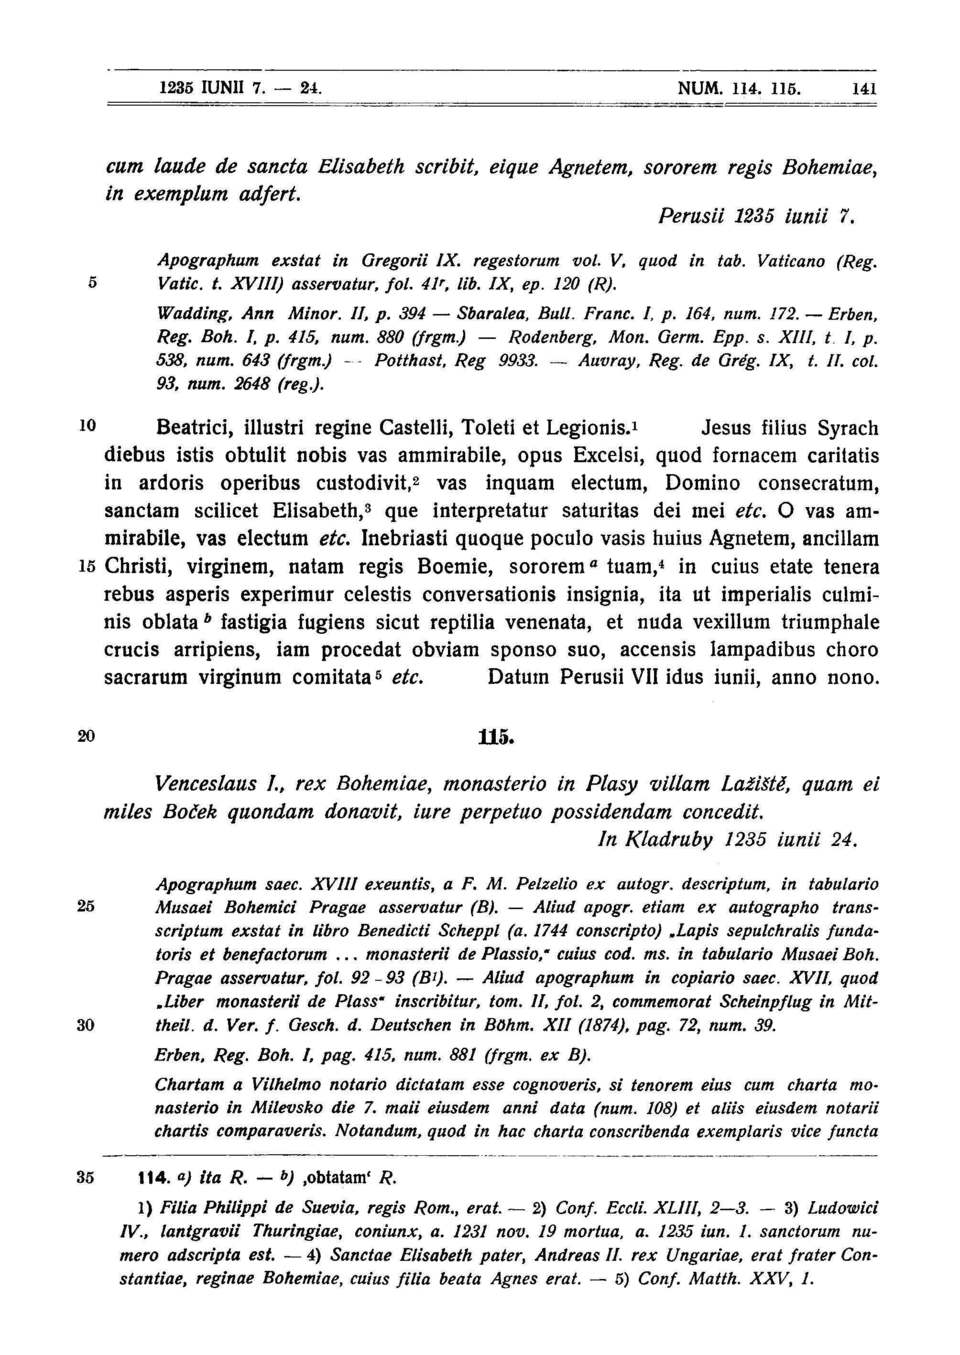 1235 IUNII 7. — 24. NUM. 114. 115. 141
cum laude de sancta Elisabeth scribit, eique Agnetem, sororem regis Bohemiae,
in exemplum adfert.
Perusii 1235 iunii 7.
Apographum exstat in Gregorii IX. regestorum vol. V, quod in tab. Vaticano (Reg.
5 Vatic. t. XVIII) asservatur, fol. 41r, lib. IX, ep. 120 (R).
Wadding, Ann Minor. II, p. 394 — Sbaralea, Bull. Franc. I, p. 164, num. 172. — Erben,
Reg. Boh. I, p. 415, num. 880 (frgm.) — Rodenberg, Mon. Germ. Epp. s. XIII, t. I, p.
538, num. 643 (frgm.) -- Potthast, Reg 9933. — Auvray, Reg. de Grég. IX, t. II. col.
93, num. 2648 (reg.).
10 Beatrici, illustri regine Castelli, Toleti et Legionis.¹ Jesus filius Syrach
diebus istis obtulit nobis vas ammirabile, opus Excelsi, quod fornacem caritatis
in ardoris operibus custodivit,² vas inquam electum, Domino consecratum,
sanctam scilicet Elisabeth,³ que interpretatur saturitas dei mei etc. O vas am-
mirabile, vas electum etc. Inebriasti quoque poculo vasis huius Agnetem, ancillam
15 Christi, virginem, natam regis Boemie, sororem ᵃ tuam,⁴ in cuius etate tenera
rebus asperis experimur celestis conversationis insignia, ita ut imperialis culmi-
nis oblata ᵇ fastigia fugiens sicut reptilia venenata, et nuda vexillum triumphale
crucis arripiens, iam procedat obviam sponso suo, accensis lampadibus choro
sacrarum virginum comitata ⁵ etc. Datum Perusii VII idus iunii, anno nono.
20 115.
Venceslaus I., rex Bohemiae, monasterio in Plasy villam Lažiště, quam ei
miles Boček quondam donavit, iure perpetuo possidendam concedit.
In Kladruby 1235 iunii 24.
Apographum saec. XVIII exeuntis, a F. M. Pelzelio ex autogr. descriptum, in tabulario
25 Musaei Bohemici Pragae asservatur (B). — Aliud apogr. etiam ex autographo trans-
scriptum exstat in libro Benedicti Scheppl (a. 1744 conscripto) „Lapis sepulchralis funda-
toris et benefactorum ... monasterii de Plassio,“ cuius cod. ms. in tabulario Musaei Boh.
Pragae asservatur, fol. 92-93 (B¹). — Aliud apographum in copiario saec. XVII, quod
„Liber monasterii de Plass“ inscribitur, tom. II, fol. 2, commemorat Scheinpflug in Mit-
30 theil. d. Ver. f. Gesch. d. Deutschen in Böhm. XII (1874), pag. 72, num. 39.
Erben, Reg. Boh. I, pag. 415, num. 881 (frgm. ex B).
Chartam a Vilhelmo notario dictatam esse cognoveris, si tenorem eius cum charta mo-
nasterio in Milevsko die 7. maii eiusdem anni data (num. 108) et aliis eiusdem notarii
chartis comparaveris. Notandum, quod in hac charta conscribenda exemplaris vice functa
35 114. a) ita R. — b) ‚obtatam‘ R.
1) Filia Philippi de Suevia, regis Rom., erat. — 2) Conf. Eccli. XLIII, 2—3. — 3) Ludowici
IV., lantgravii Thuringiae, coniunx, a. 1231 nov. 19 mortua, a. 1235 iun. 1. sanctorum nu-
mero adscripta est. — 4) Sanctae Elisabeth pater, Andreas II. rex Ungariae, erat frater Con-
stantiae, reginae Bohemiae, cuius filia beata Agnes erat. — 5) Conf. Matth. XXV, 1.